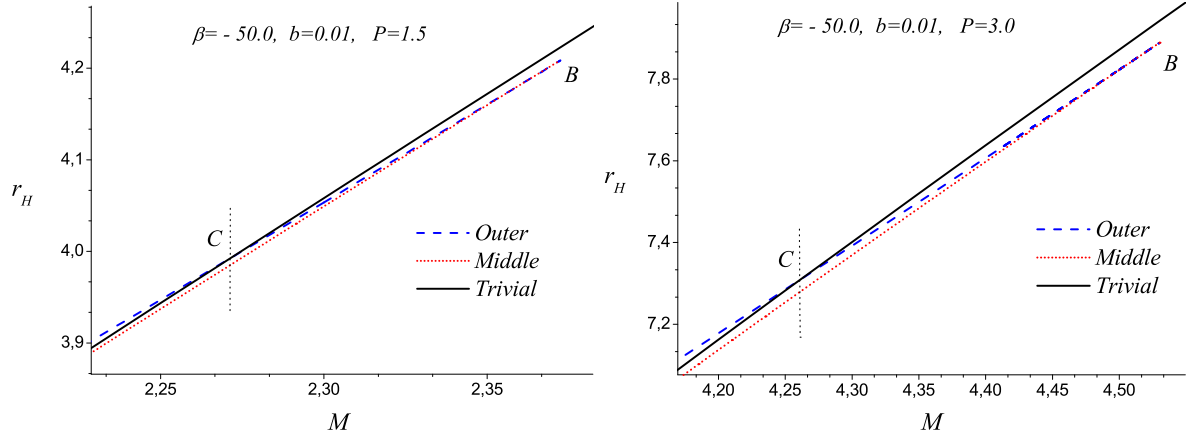 β= - 50.0, b=0.01, P=1.5
4,2
4,1
4,0
3,9
r_H
B
C
Outer
Middle
Trivial
2,25
2,30
2,35
M
β= - 50.0, b=0.01, P=3.0
7,8
7,6
7,4
7,2
r_H
B
C
Outer
Middle
Trivial
4,20
4,25
4,30
4,35
4,40
4,45
4,50
M